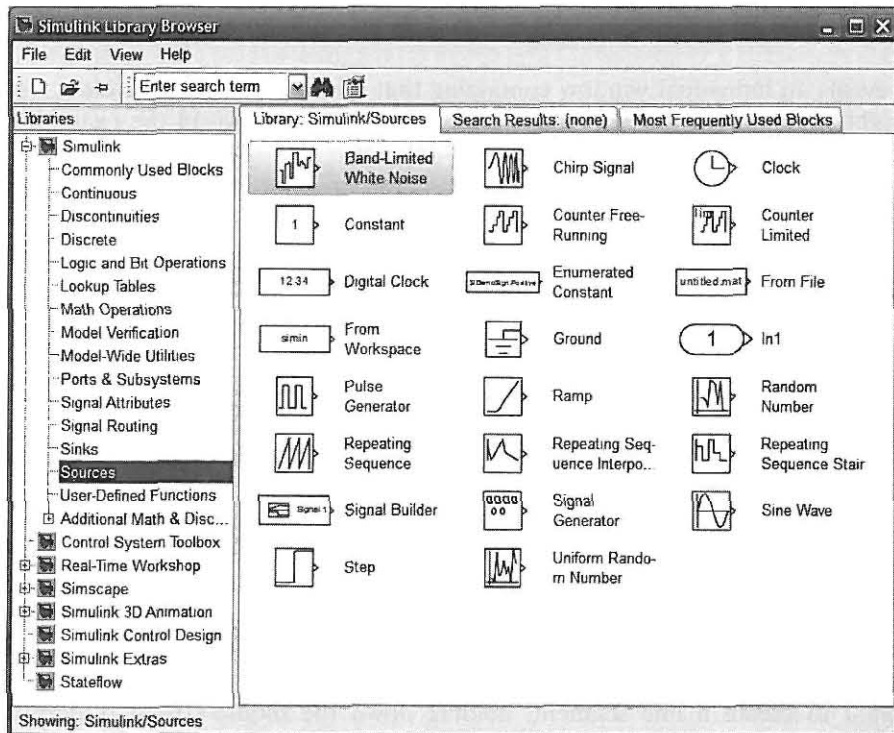 Simulink Library Browser
File Edit View Help
Enter search term
Libraries
Library: Simulink/Sources
Search Results: (none)
Most Frequently Used Blocks
Simulink
Commonly Used Blocks
Continuous
Discontinuities
Discrete
Logic and Bit Operations
Lookup Tables
Math Operations
Model Verification
Model-Wide Utilities
Ports & Subsystems
Signal Attributes
Signal Routing
Sinks
Sources
User-Defined Functions
Additional Math & Disc...
Control System Toolbox
Real-Time Workshop
Simscape
Simulink 3D Animation
Simulink Control Design
Simulink Extras
Stateflow
Band-Limited
White Noise
Chirp Signal
Clock
1
Constant
Counter Free-
Running
Counter
Limited
12:34
Digital Clock
Enumerated
Constant
untitled.mat
From File
simin
From
Workspace
Ground
1
In1
Pulse
Generator
Ramp
Random
Number
Repeating
Sequence
Repeating Seq-
uence Interpo...
Repeating
Sequence Stair
Signal 1
Signal Builder
Signal
Generator
Sine Wave
Step
Uniform Rando-
m Number
Showing: Simulink/Sources